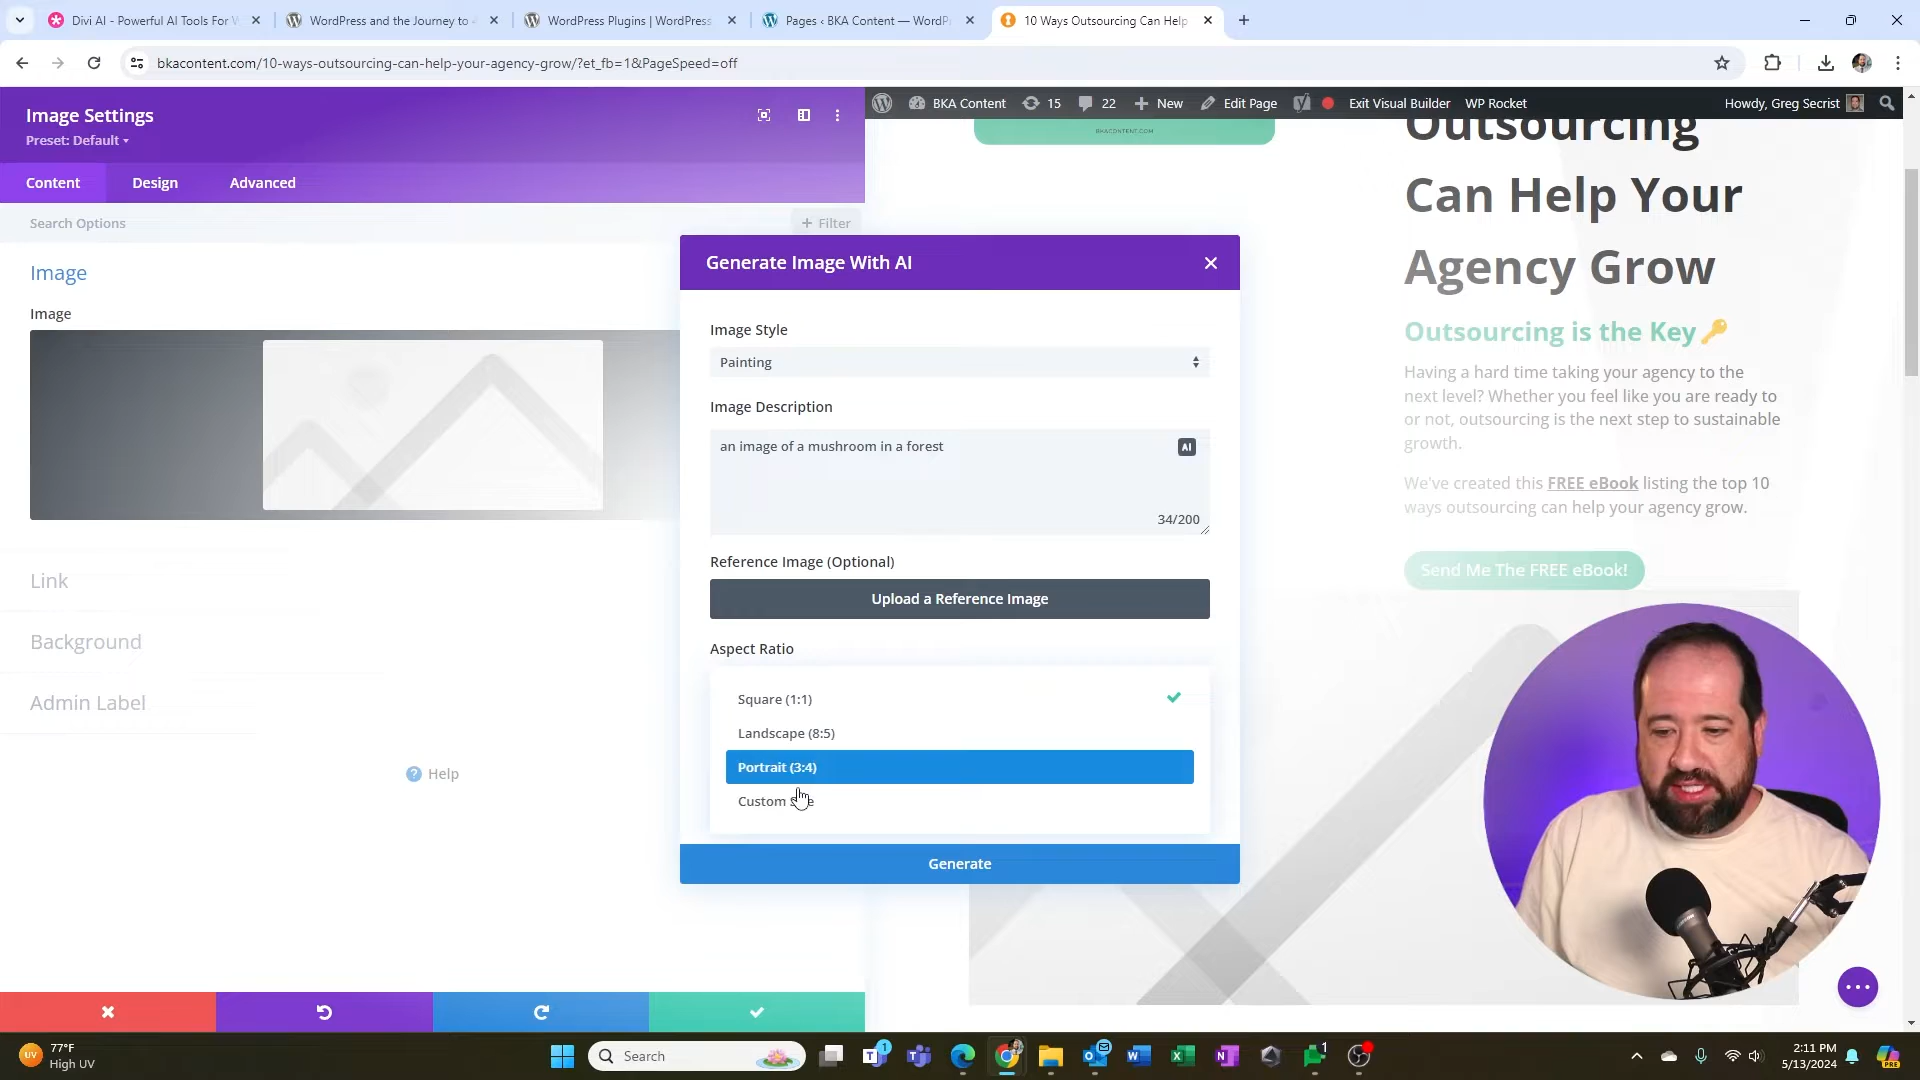 Divi AI - Powerful AI Tools For W
WordPress and the Journey to 4
WordPress Plugins | WordPress
Pages ‹ BKA Content — WordP
10 Ways Outsourcing Can Help
bkacontent.com/10-ways-outsourcing-can-help-your-agency-grow/?et_fb=1&PageSpeed=off
BKA Content
15
22
New
Edit Page
Exit Visual Builder
WP Rocket
Howdy, Greg Secrist
Image Settings
Preset: Default
Content
Design
Advanced
Search Options
+ Filter
Image
Image
Link
Background
Admin Label
Help
Generate Image With AI
Image Style
Painting
Image Description
an image of a mushroom in a forest
AI
34/200
Reference Image (Optional)
Upload a Reference Image
Aspect Ratio
Square (1:1)
Landscape (8:5)
Portrait (3:4)
Custom
Generate
BKACONTENT.COM
Outsourcing
Can Help Your
Agency Grow
Outsourcing is the Key🔑
Having a hard time taking your agency to the
next level? Whether you feel like you are ready to
or not, outsourcing is the next step to sustainable
growth.
We've created this FREE eBook listing the top 10
ways outsourcing can help your agency grow.
Send Me The FREE eBook!
UV
77°F
High UV
Search
1
1
2:11 PM
5/13/2024
PRE